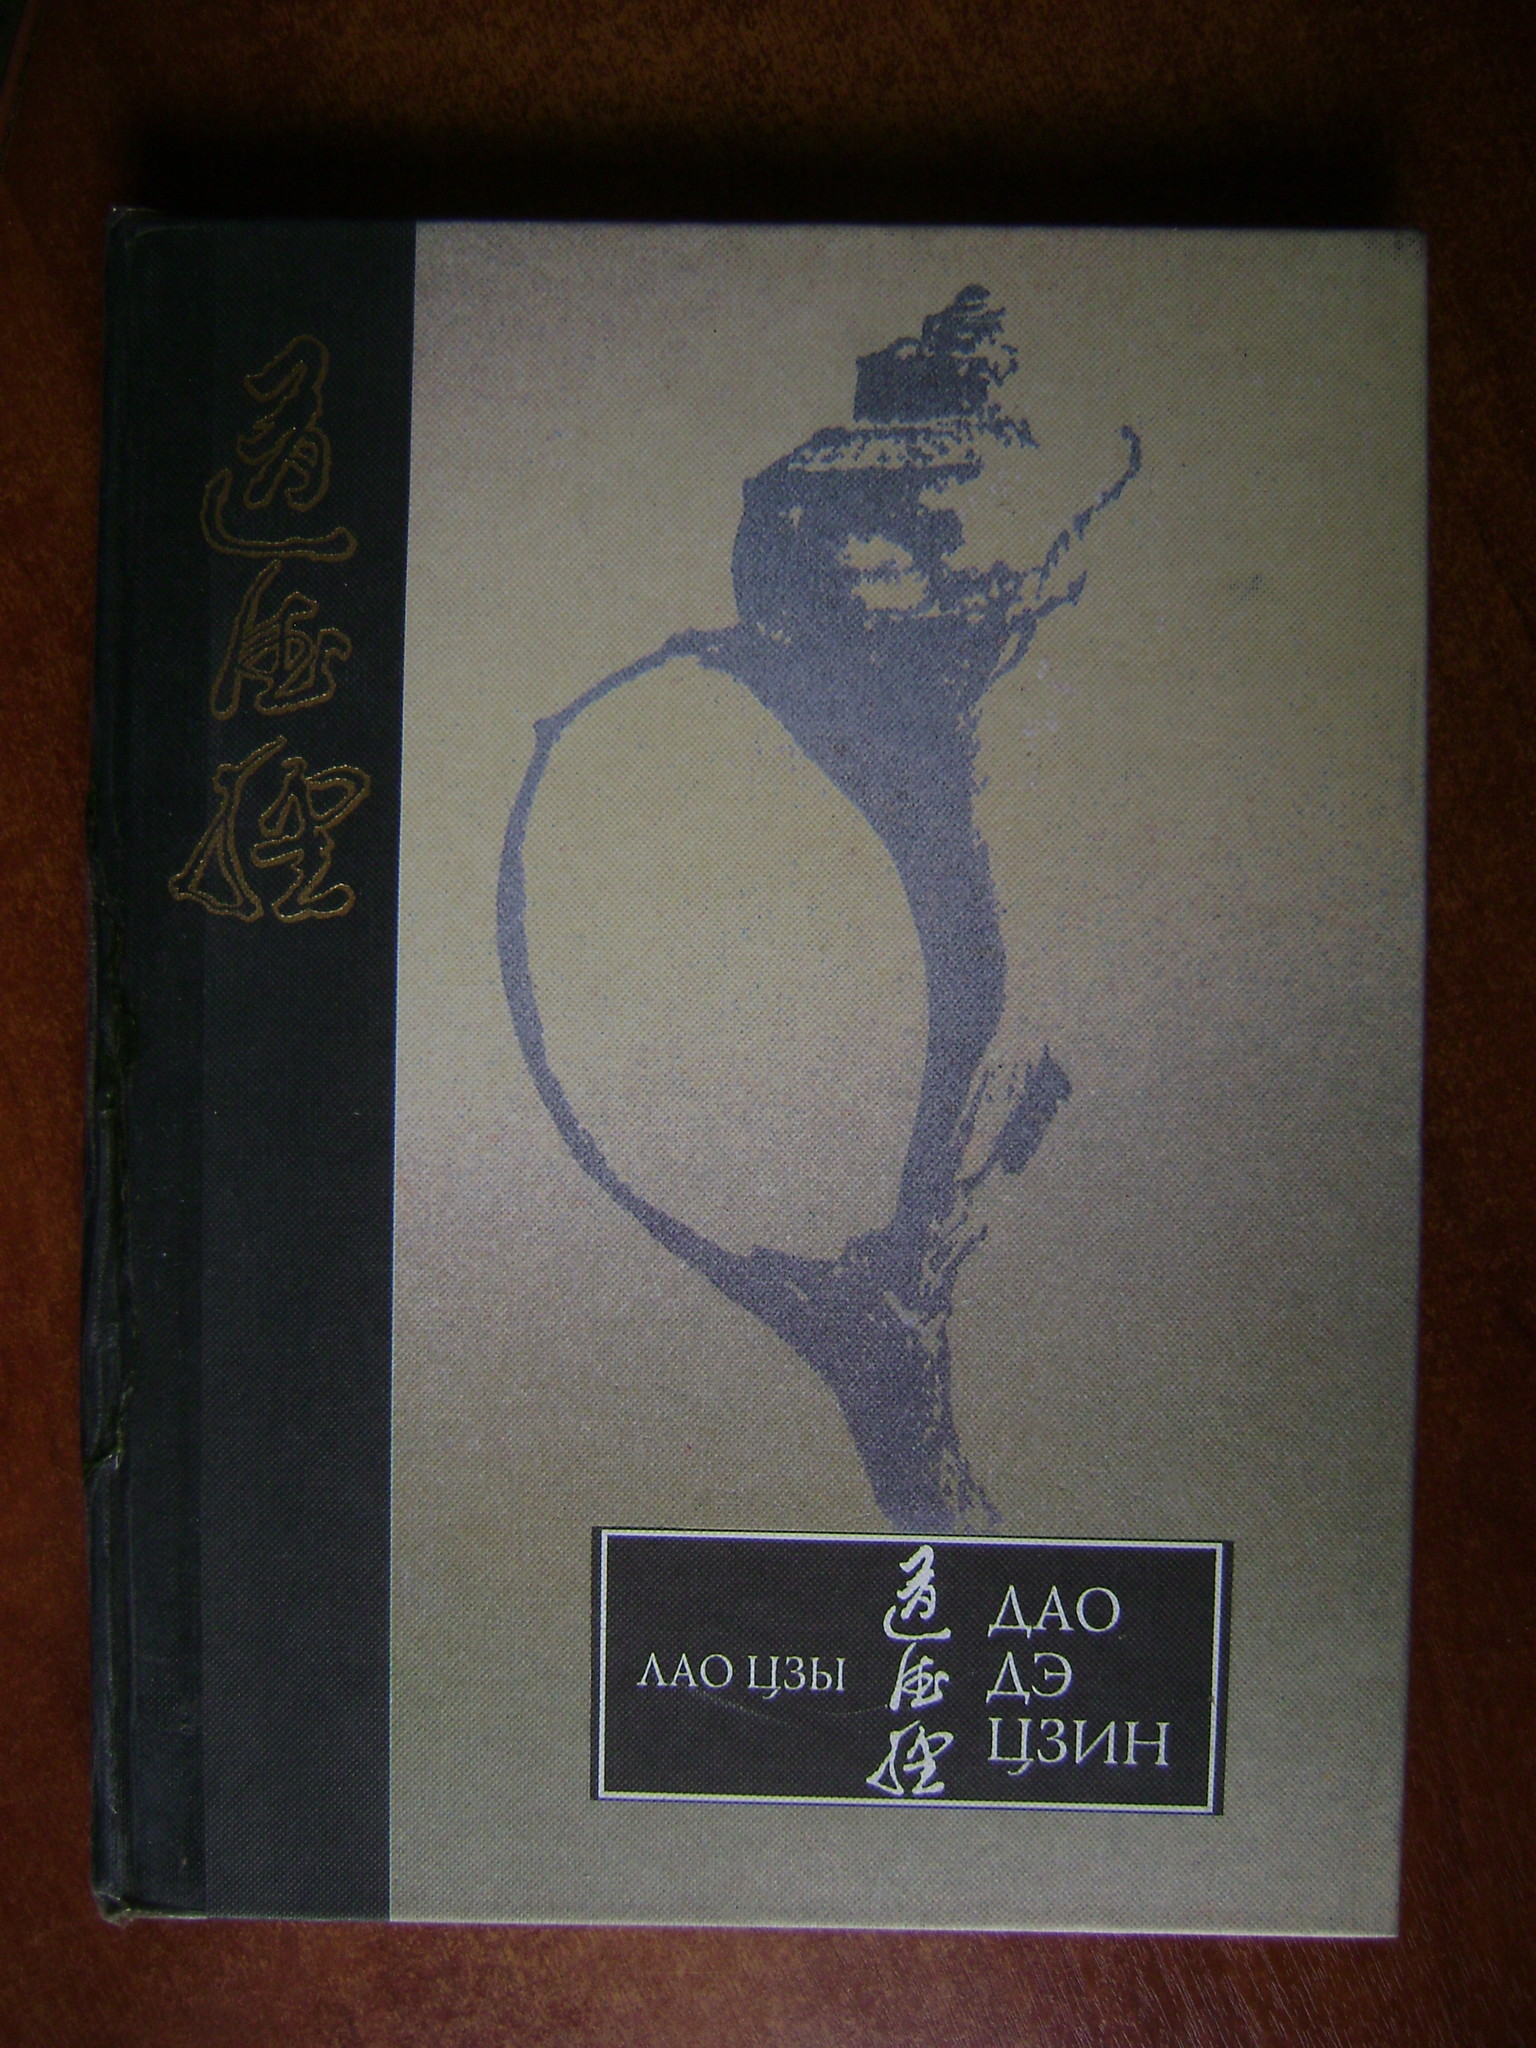 道德經
ЛАО ЦЗЫ
道德經
ДАО
ДЭ
ЦЗИН